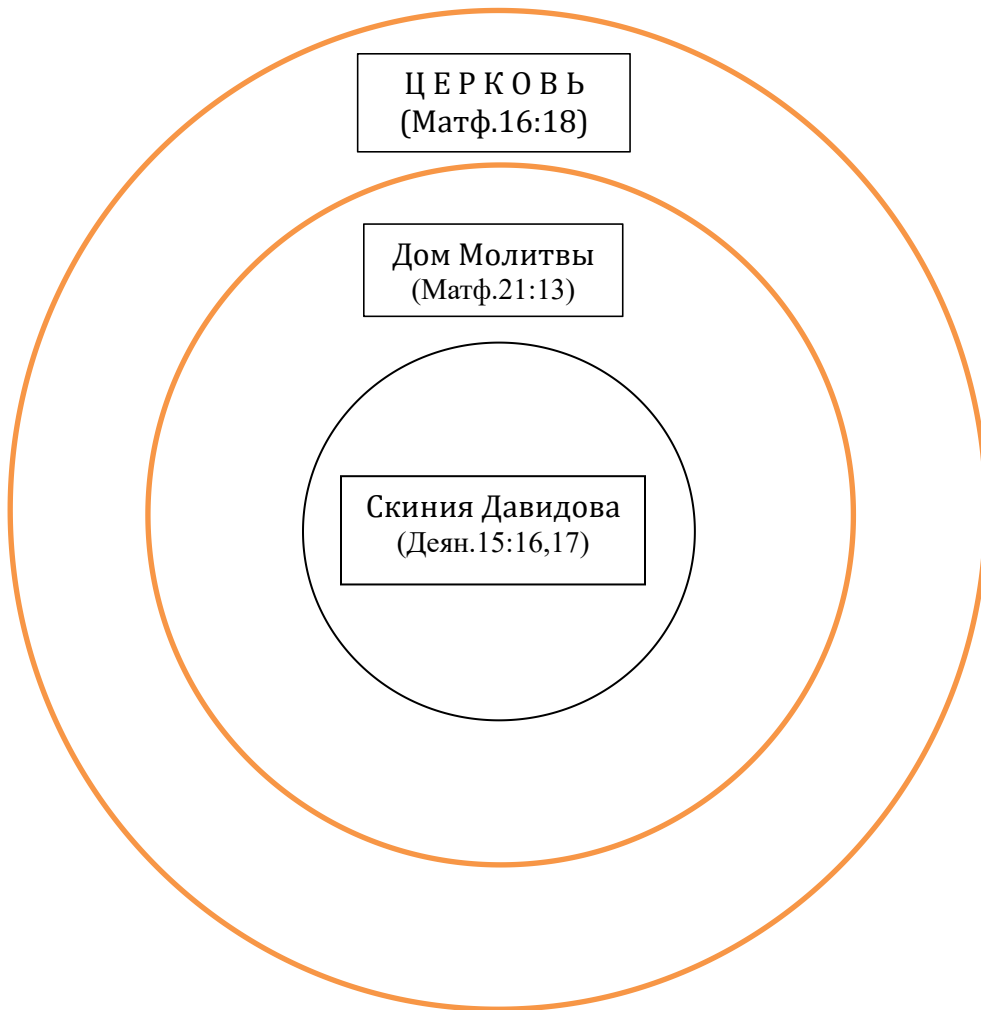 Ц Е Р К О В Ь
(Матф.16:18)
Дом Молитвы
(Матф.21:13)
Скиния Давидова
(Деян.15:16,17)